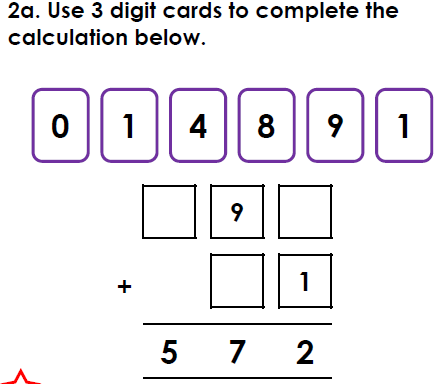 2a. Use 3 digit cards to complete the
calculation below.
0 1 4 8 9 1
9
+ 1
5 7 2